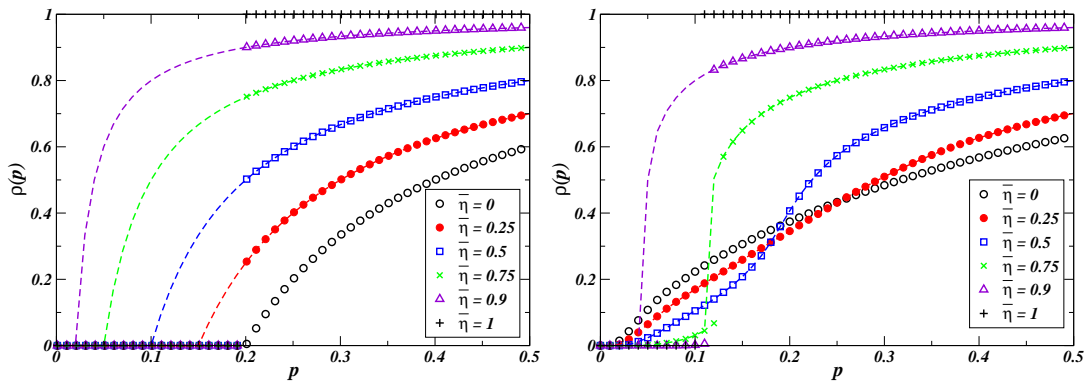 1
0.8
0.6
0.4
0.2
0
ρ(p)
η̄ = 0
η̄ = 0.25
η̄ = 0.5
η̄ = 0.75
η̄ = 0.9
η̄ = 1
0 0.1 0.2 0.3 0.4 0.5
p
1
0.8
0.6
0.4
0.2
0
ρ(p)
η̄ = 0
η̄ = 0.25
η̄ = 0.5
η̄ = 0.75
η̄ = 0.9
η̄ = 1
0 0.1 0.2 0.3 0.4 0.5
p